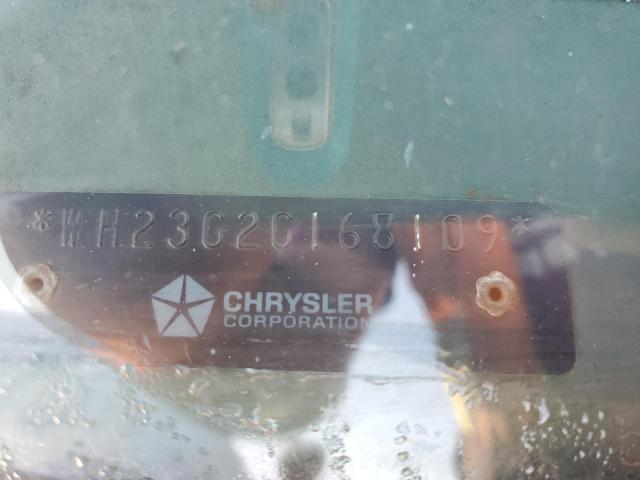 *WH23G2C168109*
CHRYSLER
CORPORATION